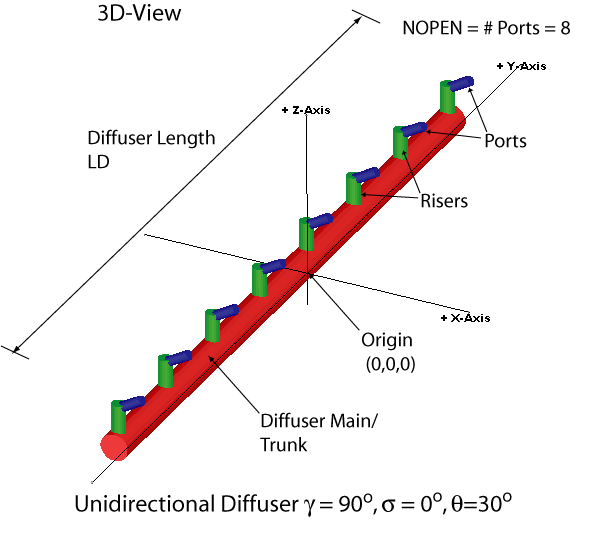 3D-View
NOPEN = # Ports = 8
+ Y-Axis
+ Z-Axis
Diffuser Length
LD
Ports
Risers
+ X-Axis
Origin
(0,0,0)
Diffuser Main/
Trunk
Unidirectional Diffuser γ = 90°, σ = 0°, θ=30°